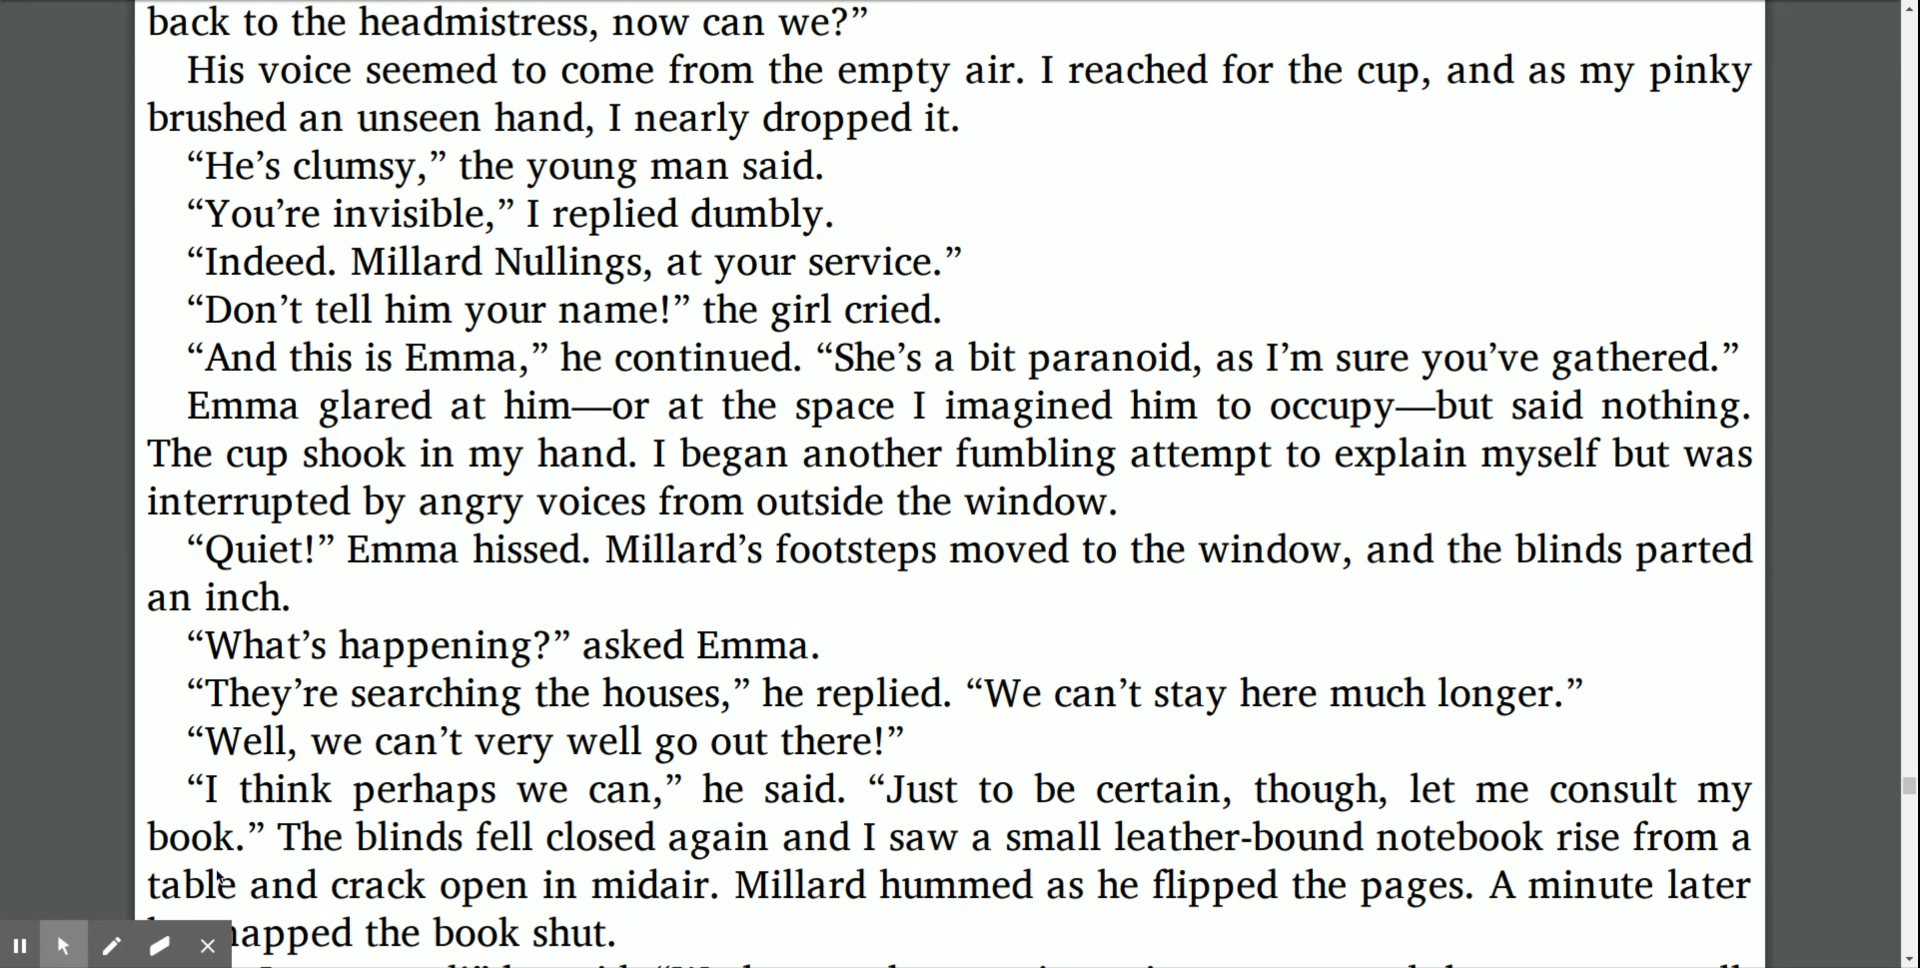 back to the headmistress, now can we?”
His voice seemed to come from the empty air. I reached for the cup, and as my pinky
brushed an unseen hand, I nearly dropped it.
“He’s clumsy,” the young man said.
“You’re invisible,” I replied dumbly.
“Indeed. Millard Nullings, at your service.”
“Don’t tell him your name!” the girl cried.
“And this is Emma,” he continued. “She’s a bit paranoid, as I’m sure you’ve gathered.”
Emma glared at him—or at the space I imagined him to occupy—but said nothing.
The cup shook in my hand. I began another fumbling attempt to explain myself but was
interrupted by angry voices from outside the window.
“Quiet!” Emma hissed. Millard’s footsteps moved to the window, and the blinds parted
an inch.
“What’s happening?” asked Emma.
“They’re searching the houses,” he replied. “We can’t stay here much longer.”
“Well, we can’t very well go out there!”
“I think perhaps we can,” he said. “Just to be certain, though, let me consult my
book.” The blinds fell closed again and I saw a small leather-bound notebook rise from a
table and crack open in midair. Millard hummed as he flipped the pages. A minute later
the book shut.